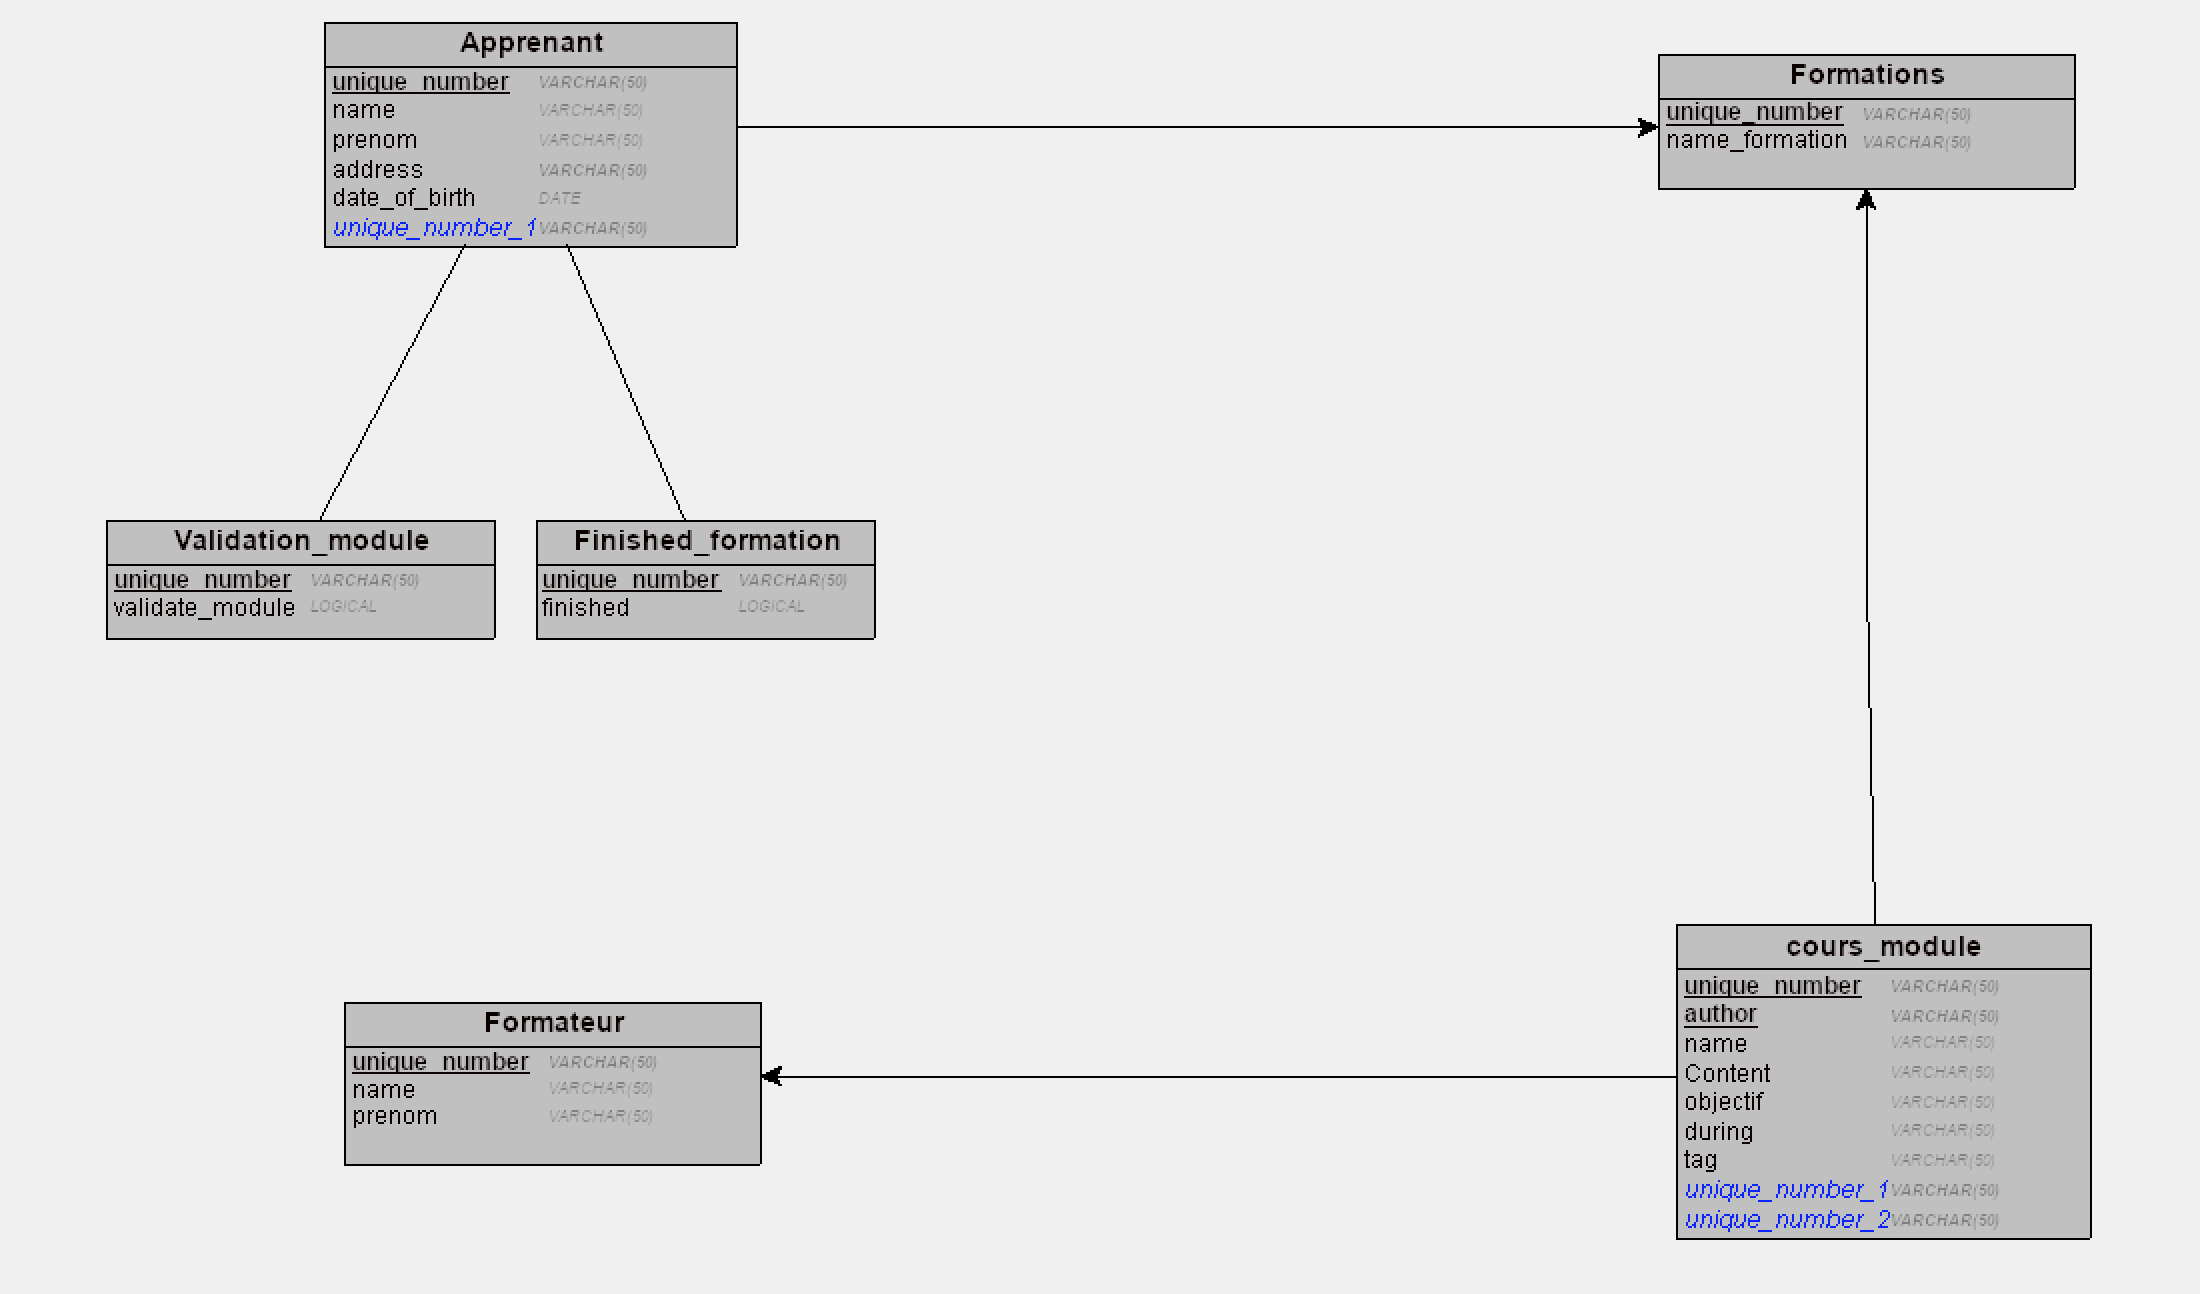 Apprenant
unique_number VARCHAR(50)
name VARCHAR(50)
prenom VARCHAR(50)
address VARCHAR(50)
date_of_birth DATE
unique_number_1 VARCHAR(50)
Formations
unique_number VARCHAR(50)
name_formation VARCHAR(50)
Validation_module
unique_number VARCHAR(50)
validate_module LOGICAL
Finished_formation
unique_number VARCHAR(50)
finished LOGICAL
Formateur
unique_number VARCHAR(50)
name VARCHAR(50)
prenom VARCHAR(50)
cours_module
unique_number VARCHAR(50)
author VARCHAR(50)
name VARCHAR(50)
Content VARCHAR(50)
objectif VARCHAR(50)
during VARCHAR(50)
tag VARCHAR(50)
unique_number_1 VARCHAR(50)
unique_number_2 VARCHAR(50)